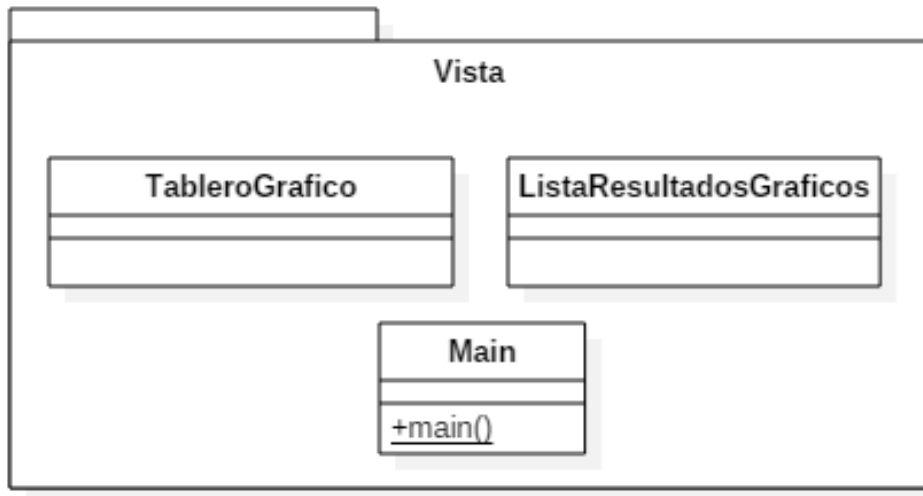 Vista
TableroGrafico
ListaResultadosGraficos
Main
+main()